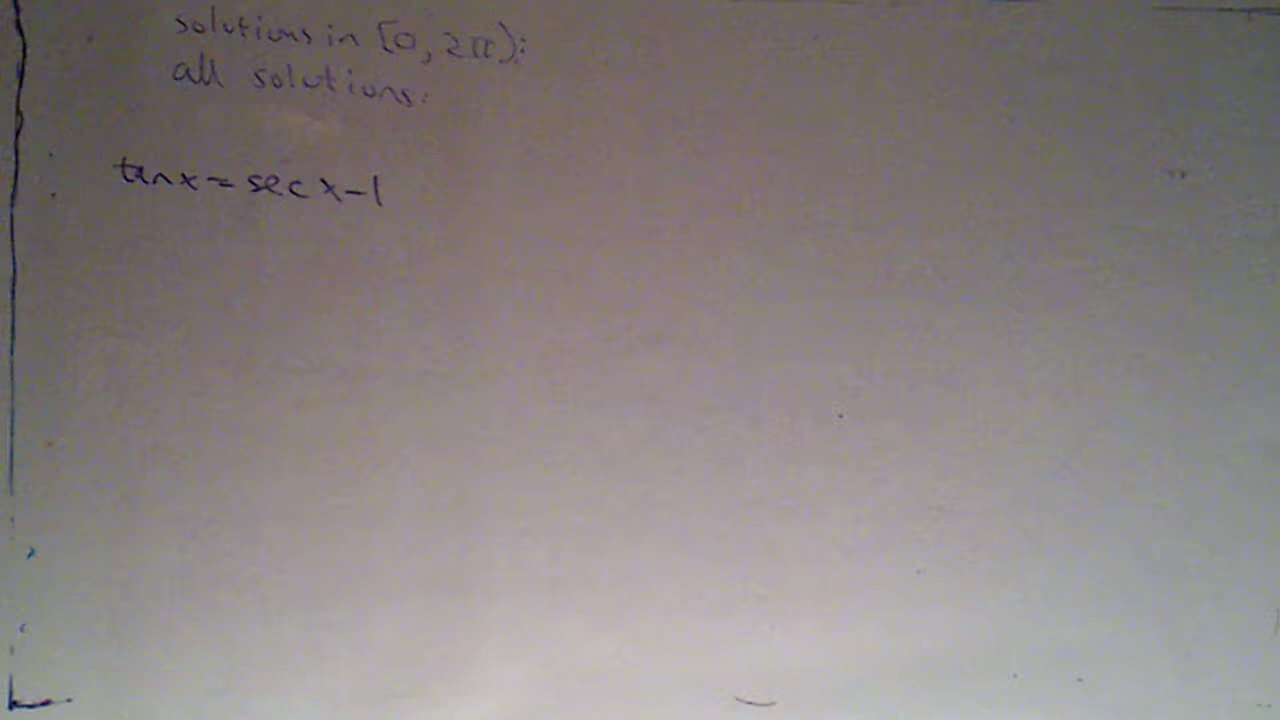 solutions in [0, 2π):
all solutions:
tan x = sec x - 1